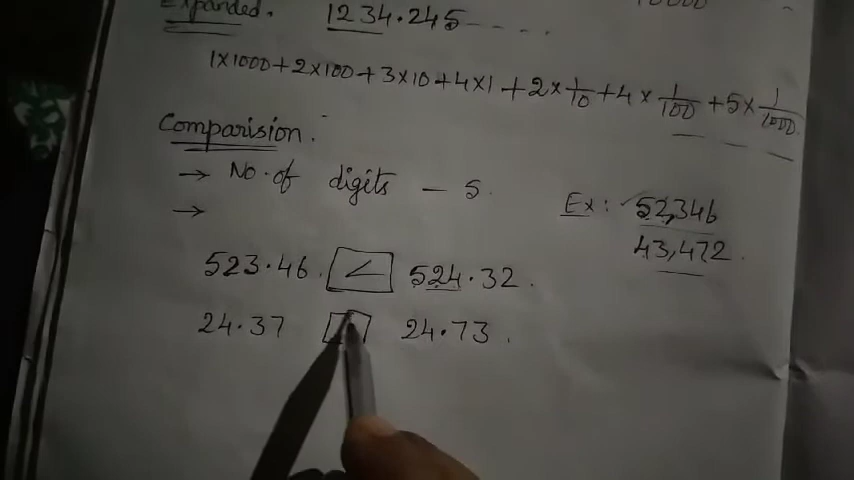 Expanded. 1234.245.....
1×1000+2×100+3×10+4×1+2×1/10+4×1/100+5×1/1000
Comparision:
→ No. of digits - 5.
→
Ex: 52,346
43,472.
523.46. < 524.32.
24.37 24.73.